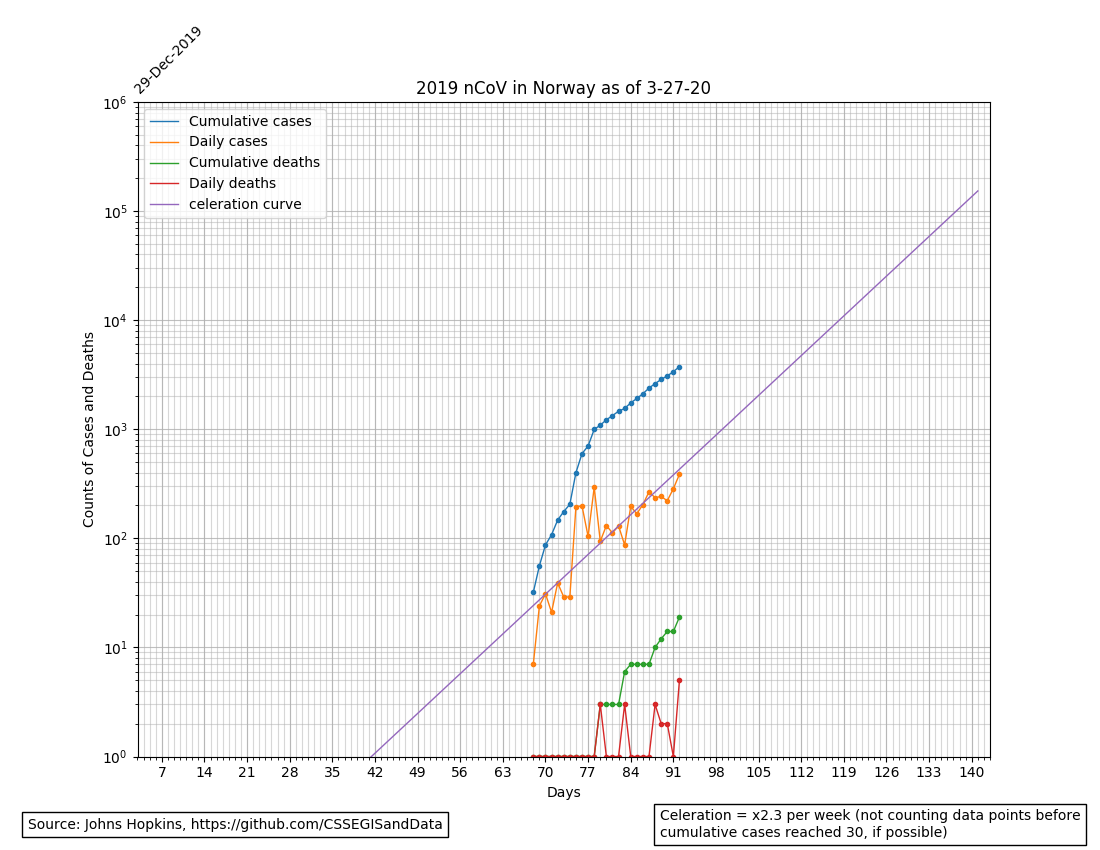 29-Dec-2019
2019 nCoV in Norway as of 3-27-20
Cumulative cases
Daily cases
Cumulative deaths
Daily deaths
celeration curve
10^6
10^5
10^4
10^3
10^2
10^1
10^0
Counts of Cases and Deaths
7 14 21 28 35 42 49 56 63 70 77 84 91 98 105 112 119 126 133 140
Days
Source: Johns Hopkins, https://github.com/CSSEGISandData
Celeration = x2.3 per week (not counting data points before
cumulative cases reached 30, if possible)